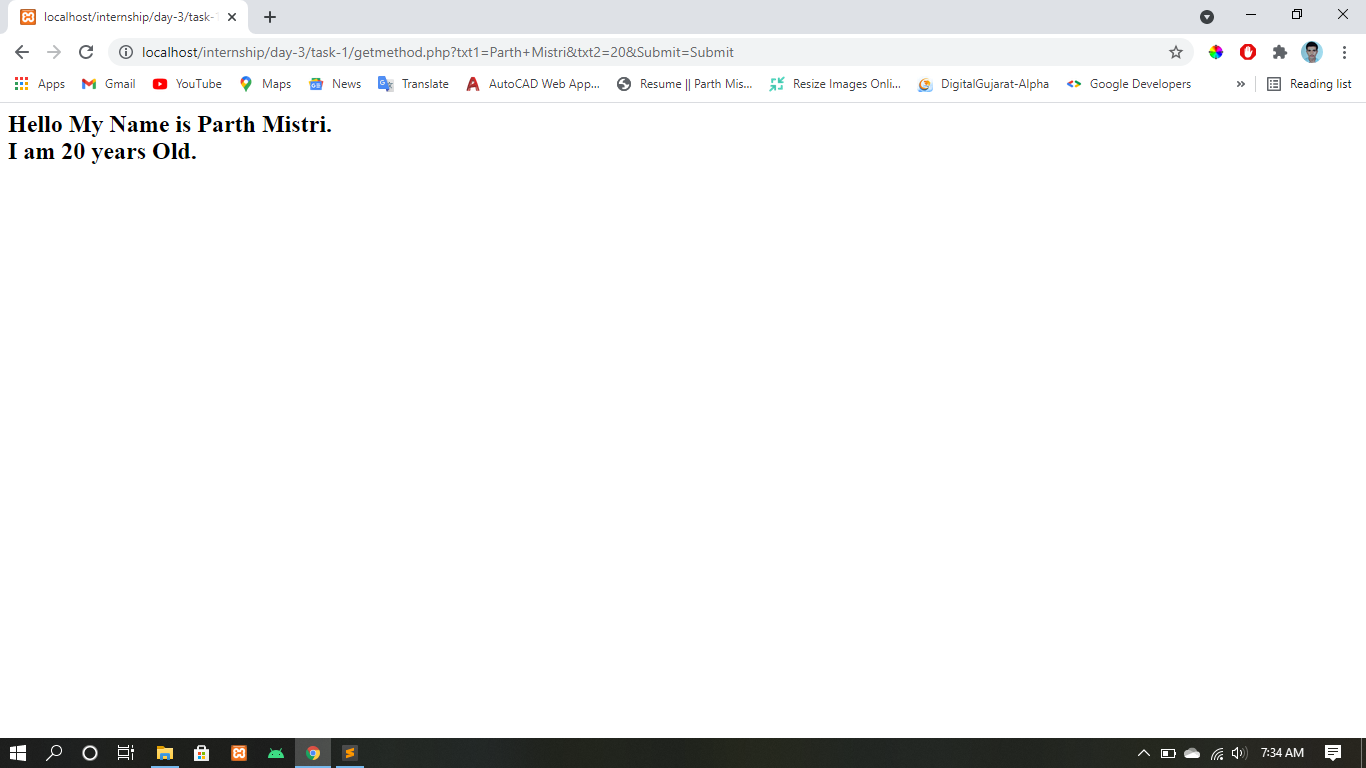 localhost/internship/day-3/task-
localhost/internship/day-3/task-1/getmethod.php?txt1=Parth+Mistri&txt2=20&Submit=Submit
Apps Gmail YouTube Maps News Translate AutoCAD Web App... Resume || Parth Mis... Resize Images Onli... DigitalGujarat-Alpha Google Developers » Reading list
Hello My Name is Parth Mistri.
I am 20 years Old.
7:34 AM